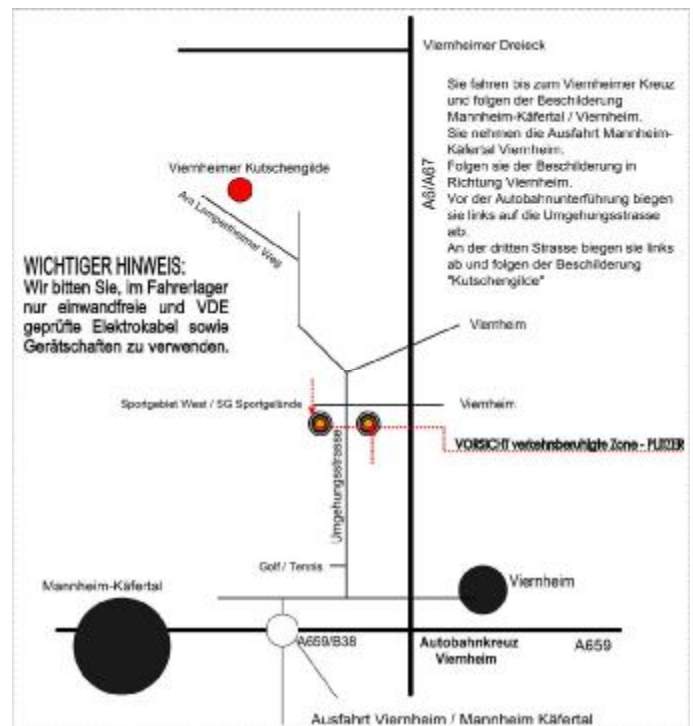 Viernheimer Dreieck
Sie fahren bis zum Viernheimer Kreuz
und folgen der Beschilderung
Mannheim-Käfertal / Viernheim.
Sie nehmen die Ausfahrt Mannheim-
Käfertal Viernheim.
Folgen sie der Beschilderung in
Richtung Viernheim.
Vor der Autobahnunterführung biegen
sie links auf die Umgehungsstrasse
ab.
An der dritten Strasse biegen sie links
ab und folgen der Beschilderung
"Kutschengilde"
A6/A67
Viernheimer Kutschengilde
Am Lampertheimer Weg
WICHTIGER HINWEIS:
Wir bitten Sie, im Fahrerlager
nur einwandfreie und VDE
geprüfte Elektrokabel sowie
Gerätschaften zu verwenden.
Viernheim
Sportgebiet West / SG Sportgelände
Viernheim
VORSICHT verkehrsberuhigte Zone -
Umgehungsstrasse
Golf / Tennis
Mannheim-Käfertal
Viernheim
A659/B38
Autobahnkreuz
Viernheim
A659
Ausfahrt Viernheim / Mannheim Käfertal